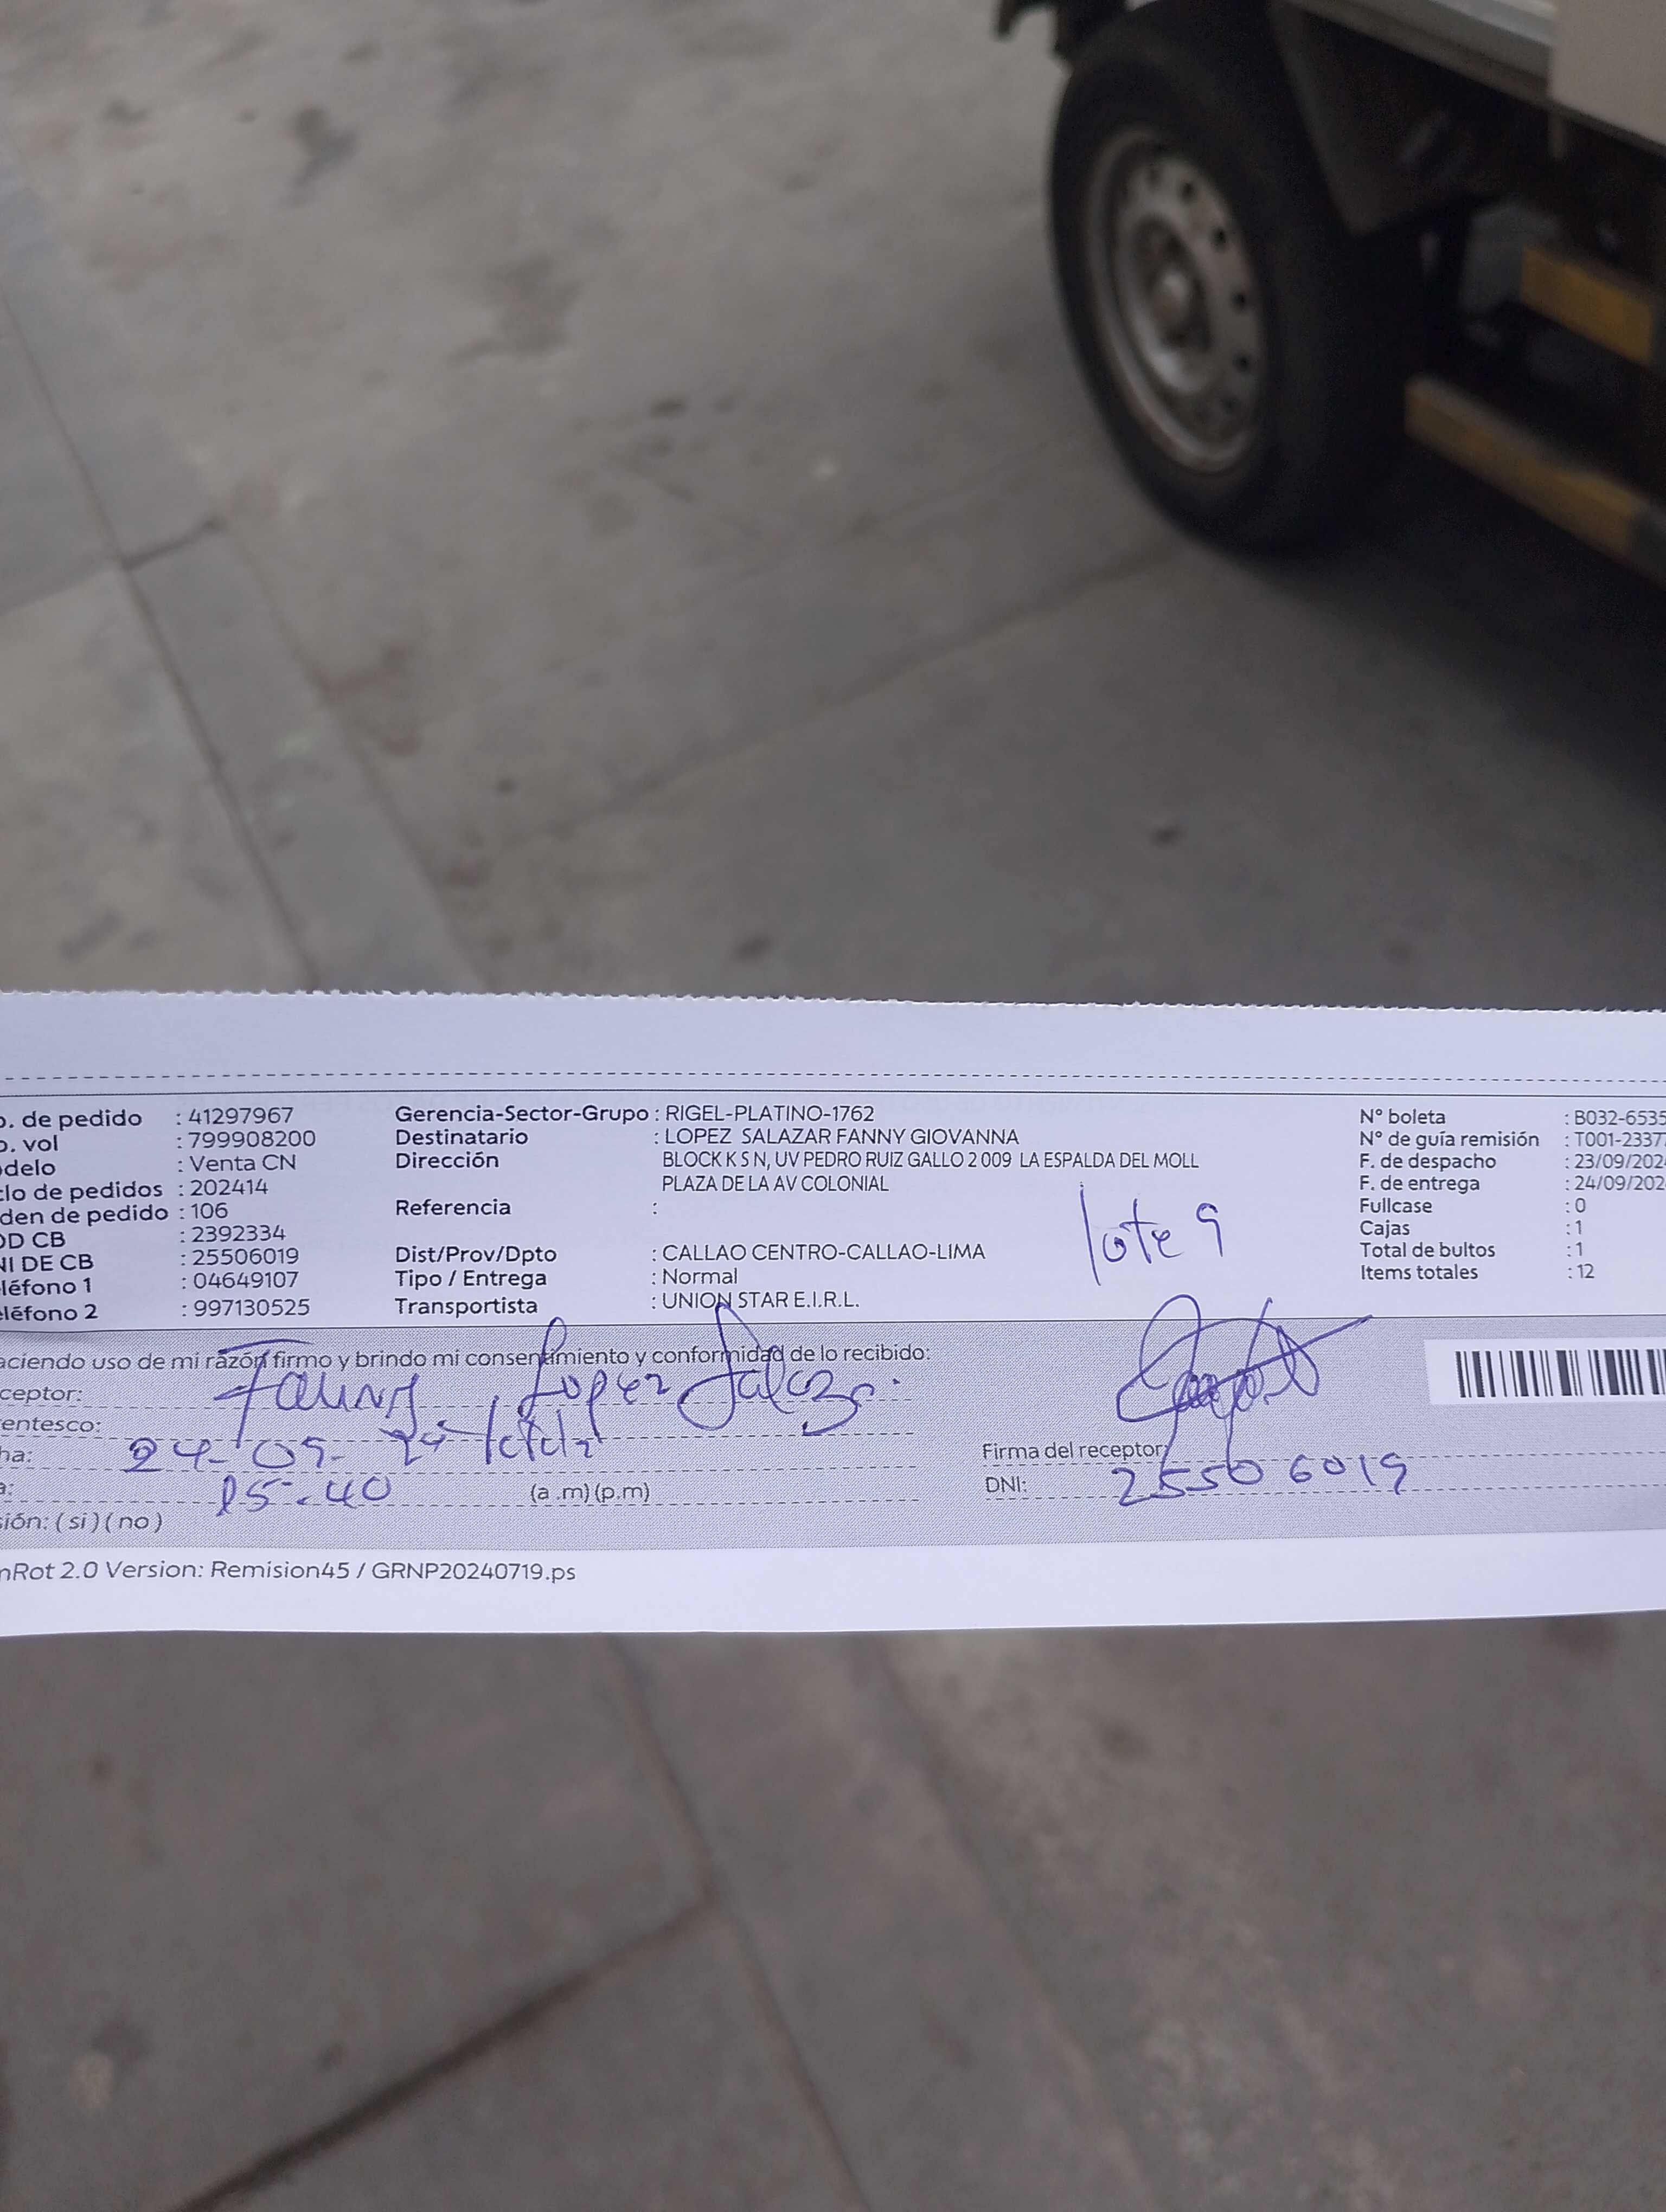 o. de pedido : 41297967 Gerencia-Sector-Grupo : RIGEL-PLATINO-1762 N° boleta : B032-6535
o. vol : 799908200 Destinatario : LOPEZ SALAZAR FANNY GIOVANNA N° de guía remisión : T001-2337
delo : Venta CN Dirección BLOCK K S N, UV PEDRO RUIZ GALLO 2 009 LA ESPALDA DEL MOLL F. de despacho : 23/09/202
clo de pedidos : 202414 PLAZA DE LA AV COLONIAL F. de entrega : 24/09/202
den de pedido : 106 Referencia : Fullcase : 0
OD CB : 2392334 lote 9 Cajas : 1
NI DE CB : 25506019 Dist/Prov/Dpto : CALLAO CENTRO-CALLAO-LIMA Total de bultos : 1
léfono 1 : 04649107 Tipo / Entrega : Normal Items totales : 12
eléfono 2 : 997130525 Transportista : UNION STAR E.I.R.L.
aciendo uso de mi razón firmo y brindo mi consentimiento y conformidad de lo recibido:
ceptor: Fanny Lopez Salazar
entesco:
ha: 24-09-24 Firma del receptor:
a: 15:40 (a .m) (p.m) DNI: 25506019
sión: ( si ) ( no )
nRot 2.0 Version: Remision45 / GRNP20240719.ps